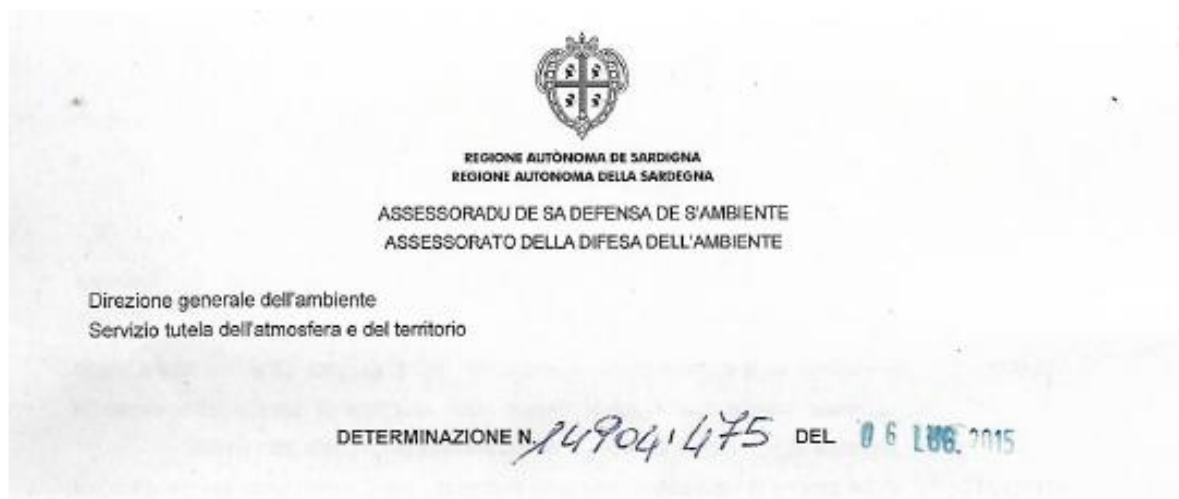 REGIONE AUTÒNOMA DE SARDIGNA
REGIONE AUTONOMA DELLA SARDEGNA
ASSESSORADU DE SA DEFENSA DE S'AMBIENTE
ASSESSORATO DELLA DIFESA DELL'AMBIENTE
Direzione generale dell'ambiente
Servizio tutela dell'atmosfera e del territorio
DETERMINAZIONE N. 14904/475 DEL 06 LUG. 2015